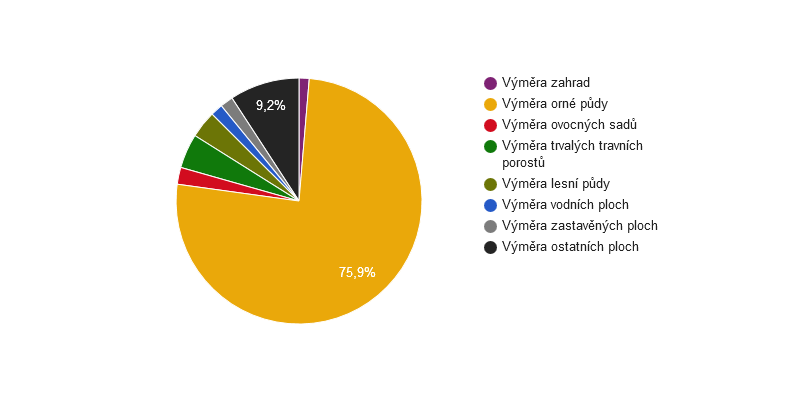 9,2%
75,9%
Výměra zahrad
Výměra orné půdy
Výměra ovocných sadů
Výměra trvalých travních
porostů
Výměra lesní půdy
Výměra vodních ploch
Výměra zastavěných ploch
Výměra ostatních ploch